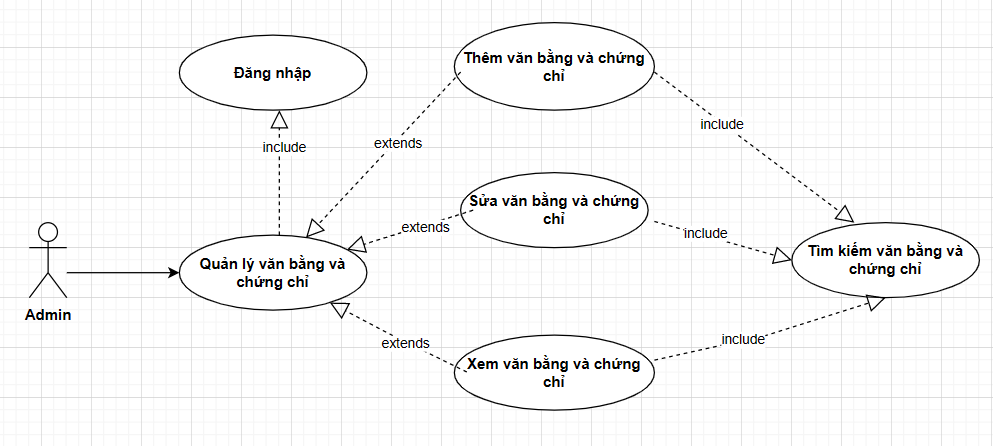 Thêm văn bằng và chứng
chỉ
Đăng nhập
include
extends
include
Sửa văn bằng và chứng
chỉ
extends
include
Quản lý văn bằng và
chứng chỉ
Tìm kiếm văn bằng và
chứng chỉ
Admin
extends
include
Xem văn bằng và chứng
chỉ